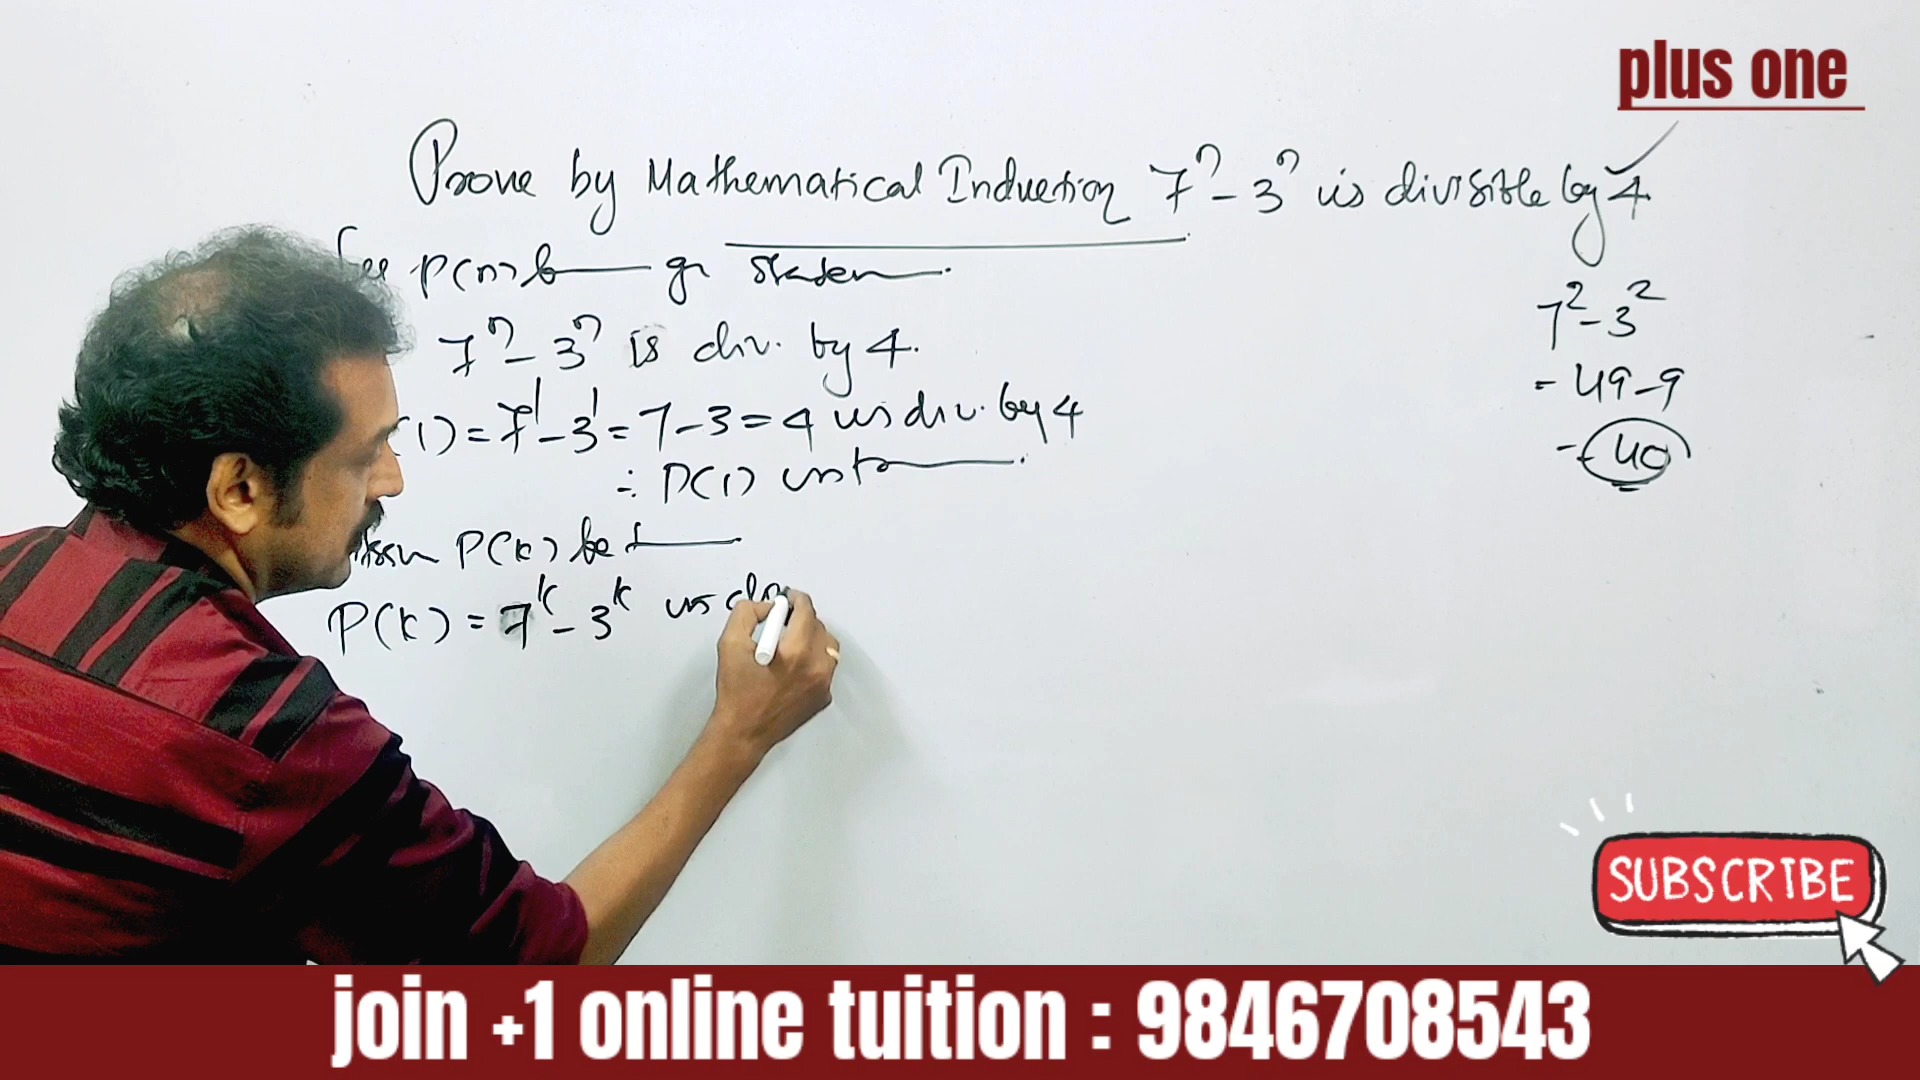 plus one
Prove by Mathematical Induction 7ⁿ - 3ⁿ is divisible by 4
P(n) b
7ⁿ - 3ⁿ is div. by 4.
(1) = 7¹ - 3¹ = 7 - 3 = 4 is div. by 4
∴ P(1) is t
Assm P(k) be t
P(k) = 7ᵏ - 3ᵏ is div
7² - 3²
= 49 - 9
= 40
SUBSCRIBE
join +1 online tuition : 9846708543